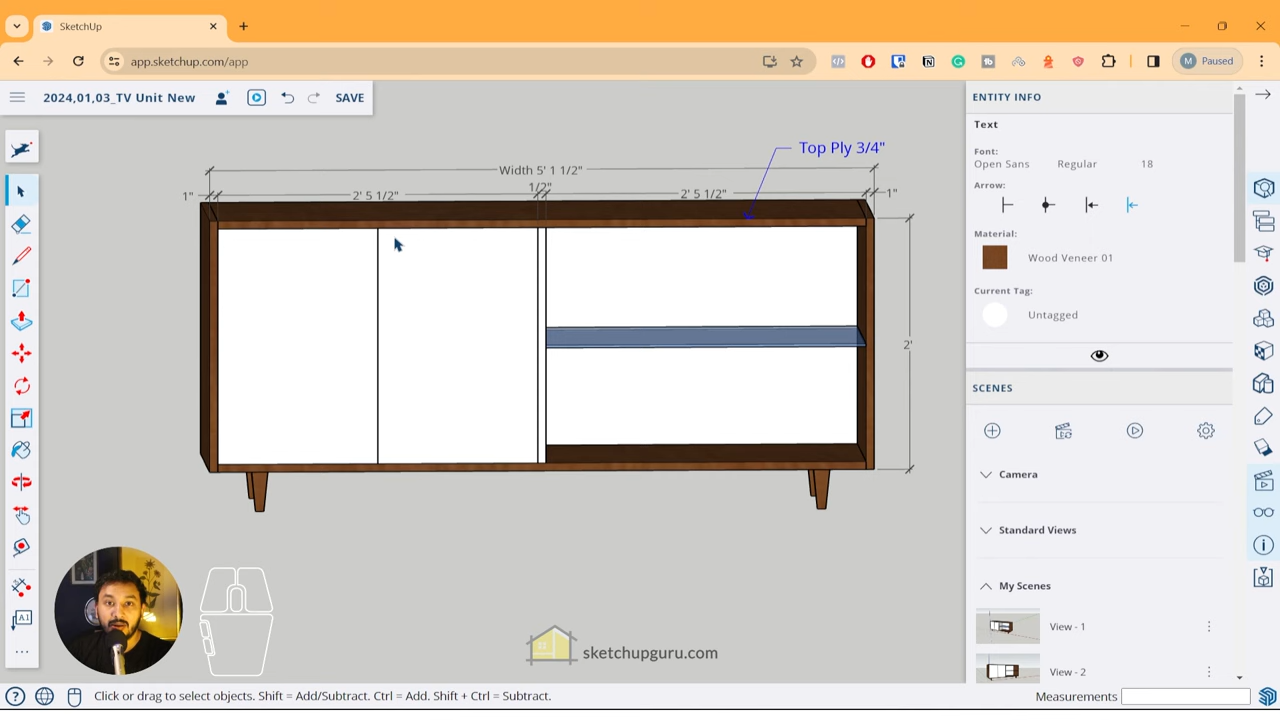 SketchUp
app.sketchup.com/app
M Paused
2024,01,03_TV Unit New
SAVE
ENTITY INFO
Text
Font:
Open Sans Regular 18
Arrow:
Material:
Wood Veneer 01
Current Tag:
Untagged
SCENES
Camera
Standard Views
My Scenes
View - 1
View - 2
Top Ply 3/4"
Width 5' 1 1/2"
1" 2' 5 1/2" 1/2" 2' 5 1/2" 1"
2'
A1
sketchupguru.com
Click or drag to select objects. Shift = Add/Subtract. Ctrl = Add. Shift + Ctrl = Subtract.
Measurements